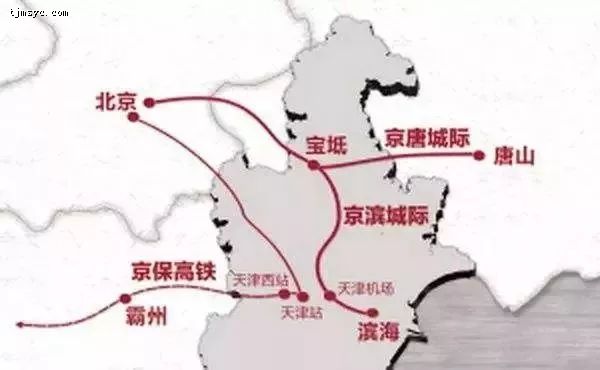 tjmsyc.com
北京
宝坻
京唐城际
唐山
京滨城际
京保高铁
天津西站
天津机场
霸州
天津站
滨海